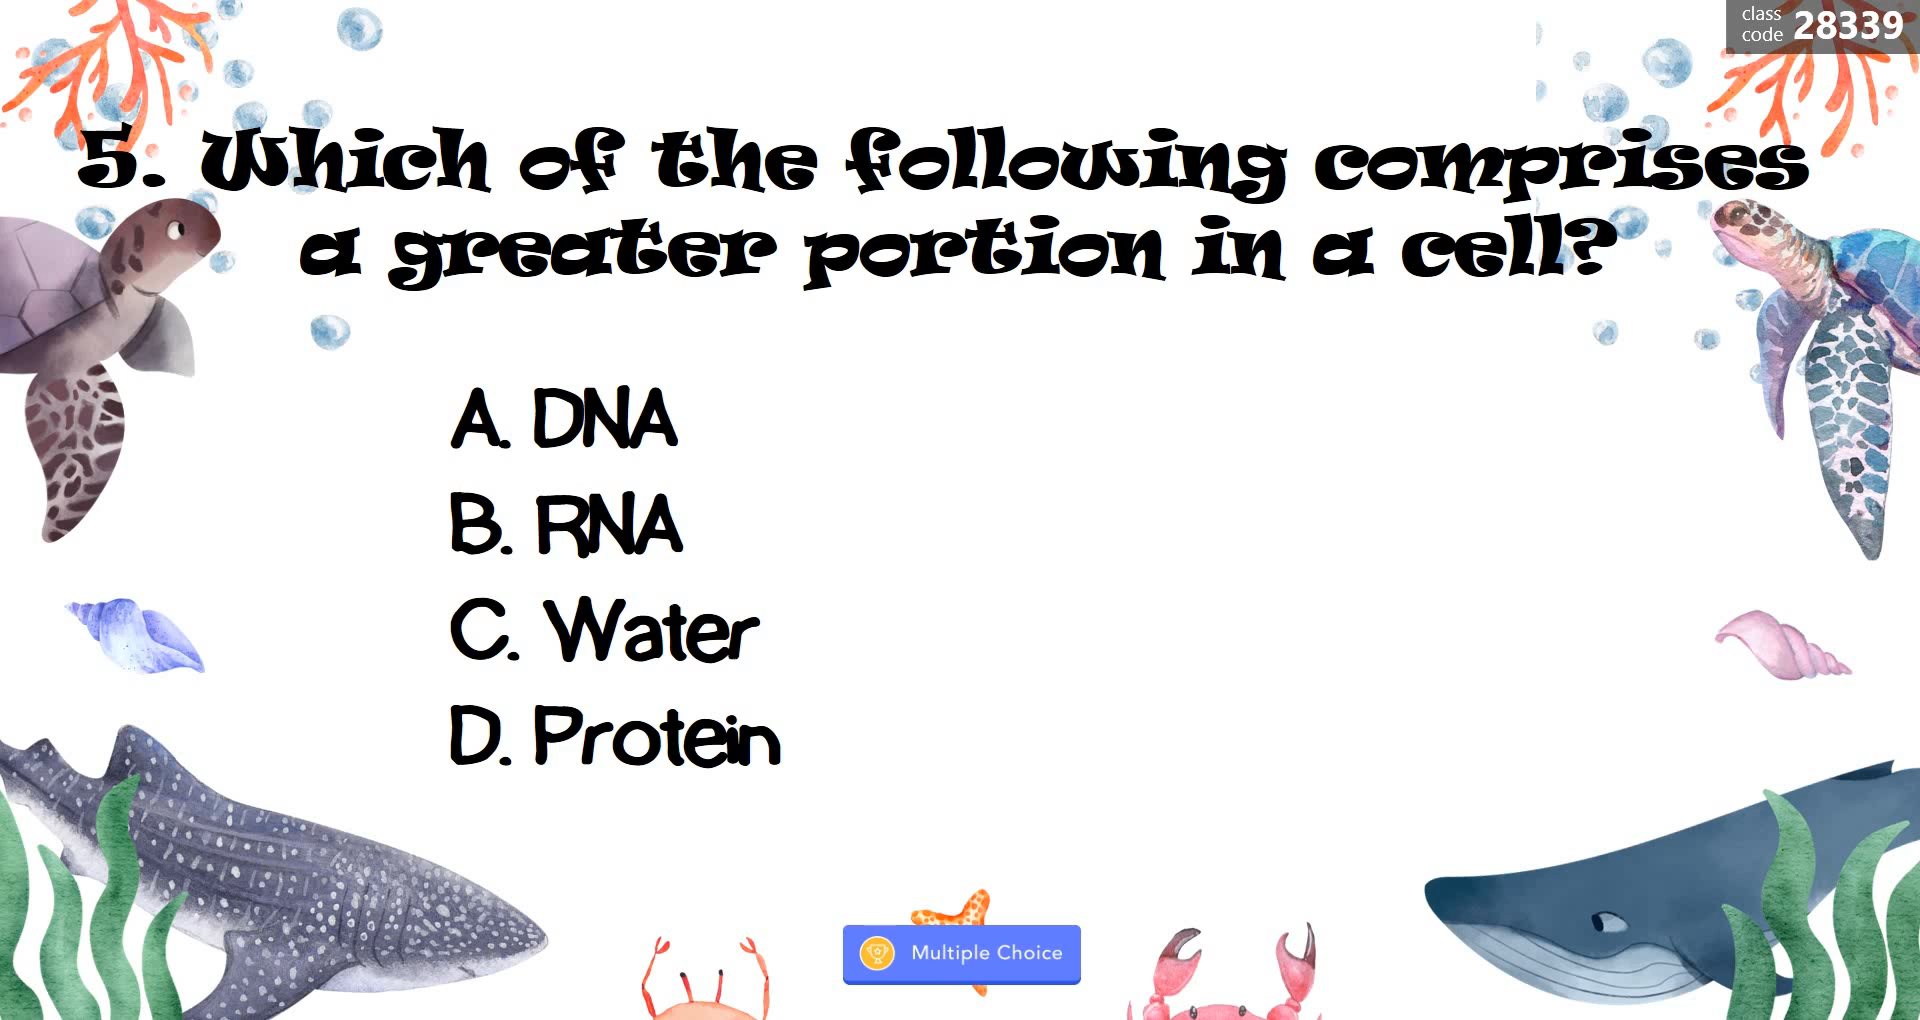 class
code 28339
5. Which of the following comprises
a greater portion in a cell?
A. DNA
B. RNA
C. Water
D. Protein
Multiple Choice